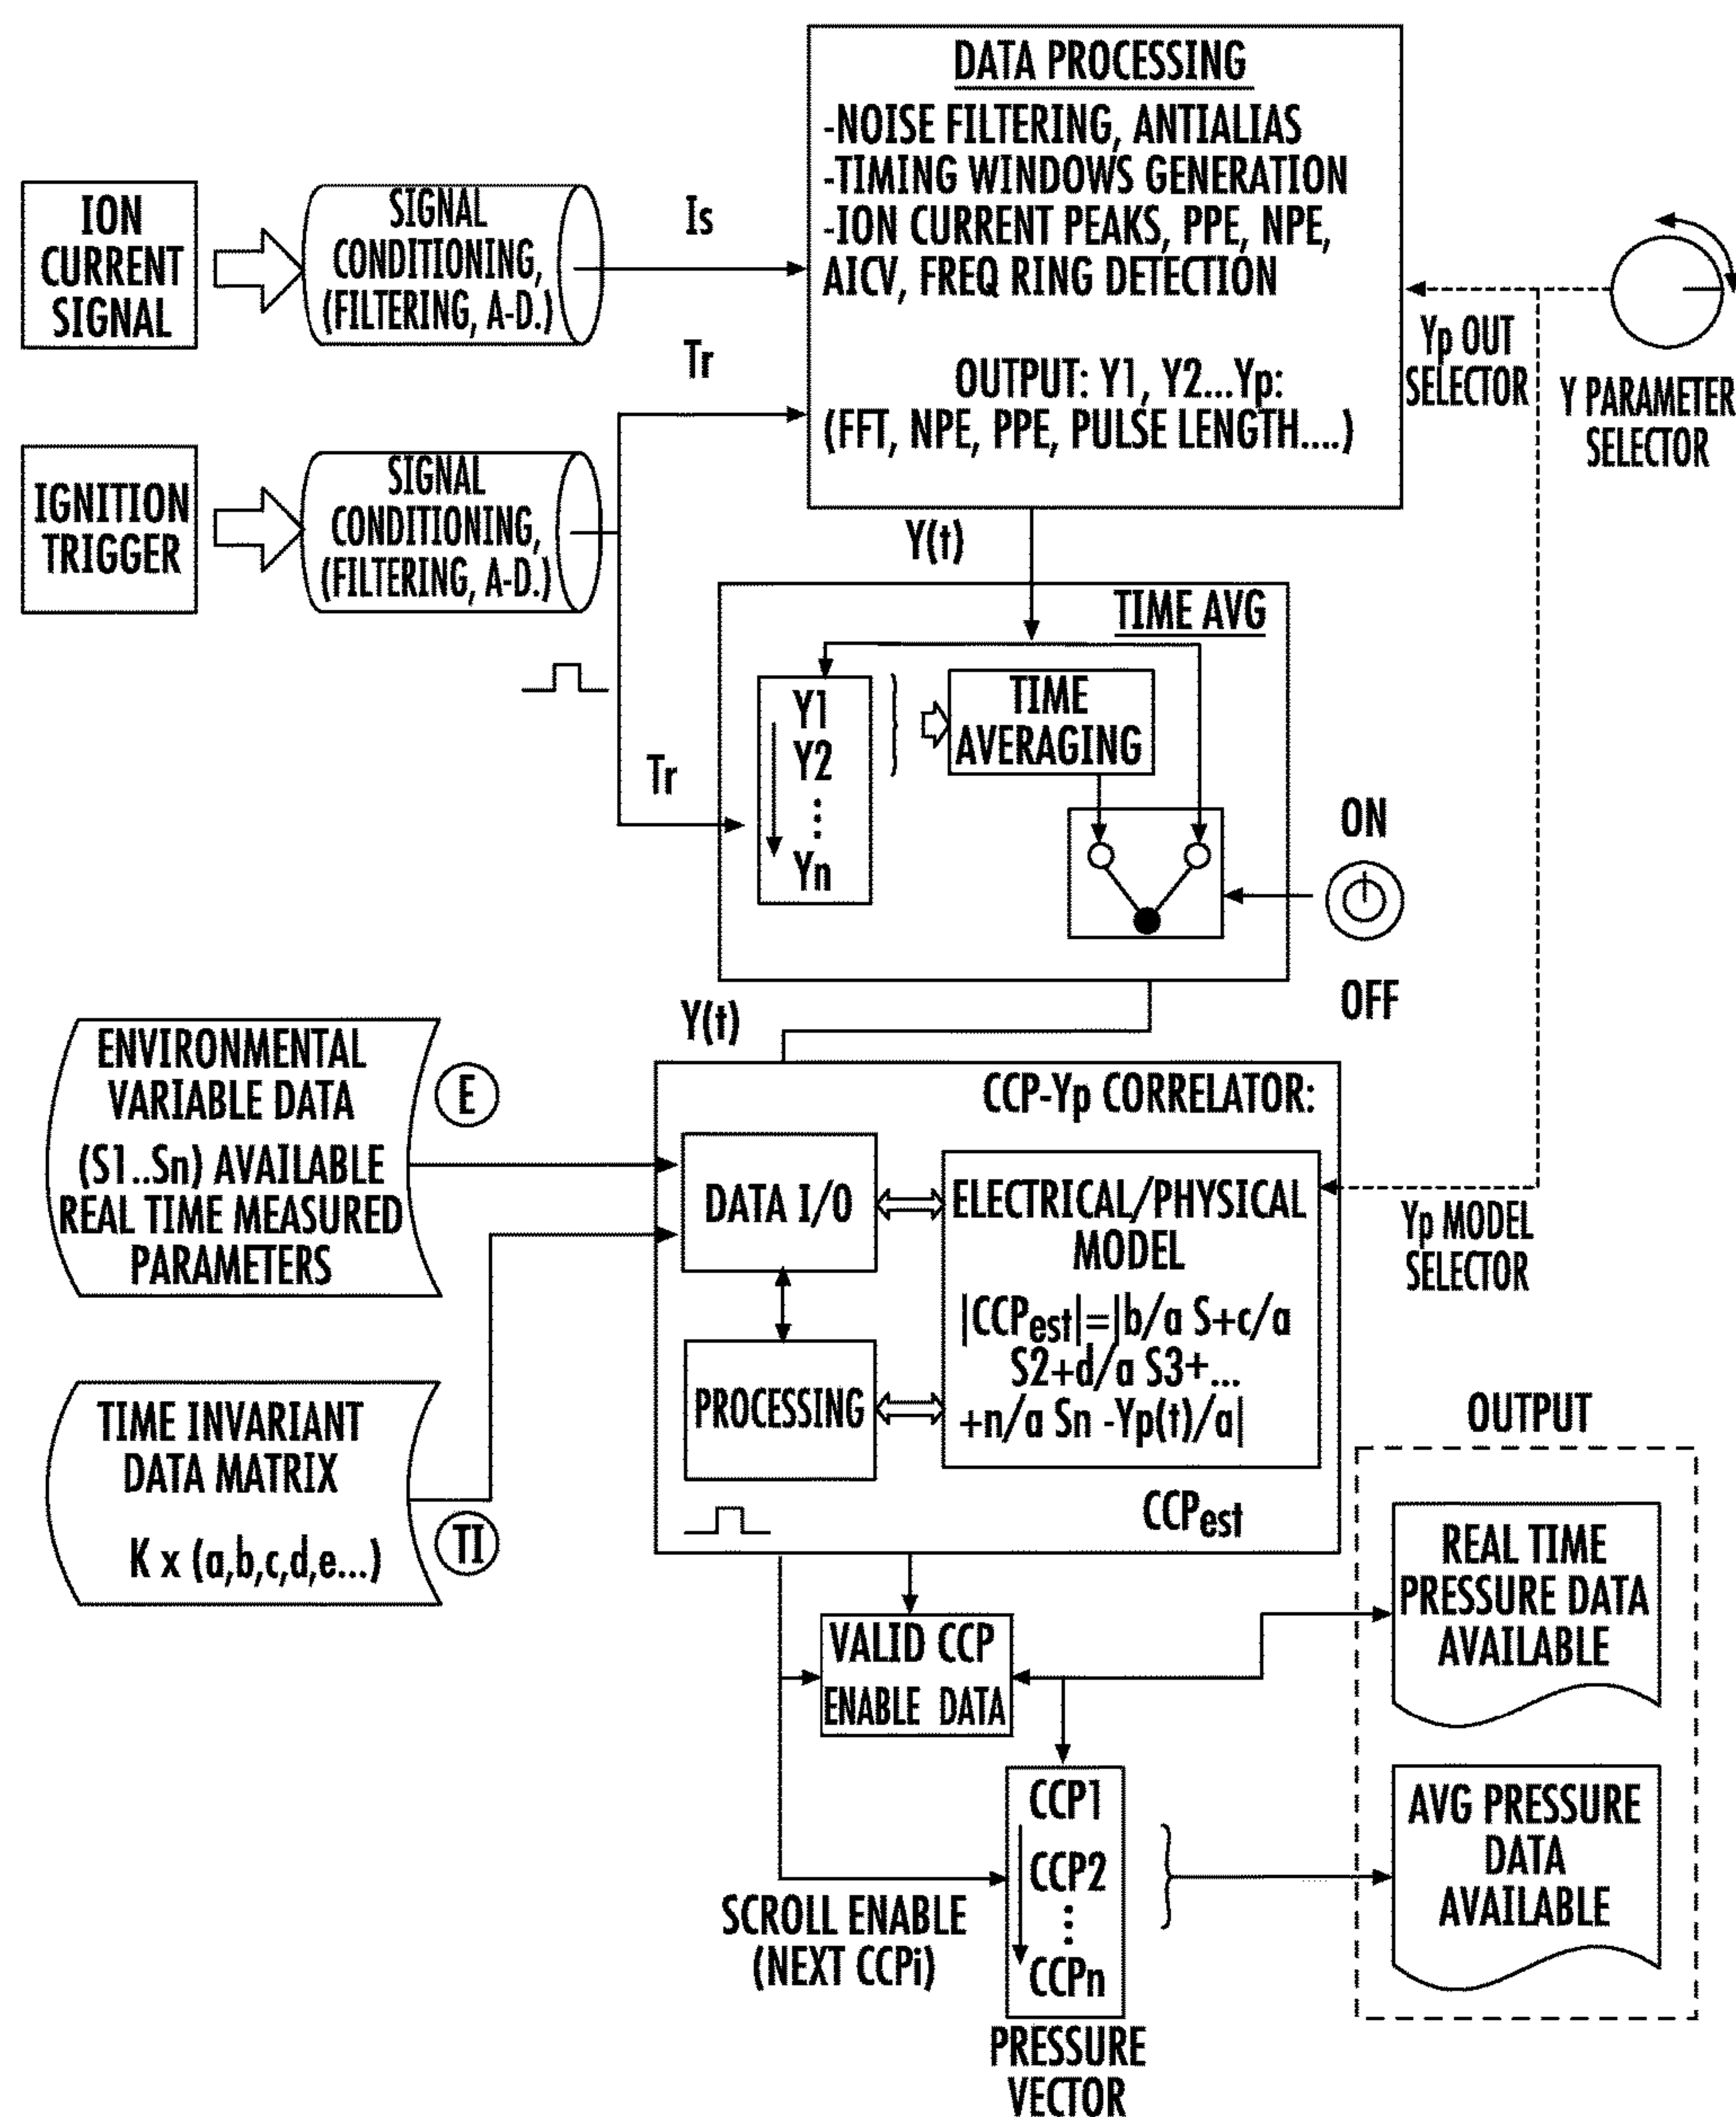 DATA PROCESSING
-NOISE FILTERING, ANTIALIAS
-TIMING WINDOWS GENERATION
-ION CURRENT PEAKS, PPE, NPE,
AICV, FREQ RING DETECTION
OUTPUT: Y1, Y2...Yp:
(FFT, NPE, PPE, PULSE LENGTH....)
ION
CURRENT
SIGNAL
SIGNAL
CONDITIONING,
(FILTERING, A-D.)
Is
Tr
IGNITION
TRIGGER
SIGNAL
CONDITIONING,
(FILTERING, A-D.)
Yp OUT
SELECTOR
Y PARAMETER
SELECTOR
Y(t)
TIME AVG
Y1
Y2
⋮
Yn
TIME
AVERAGING
Tr
ON
OFF
Y(t)
ENVIRONMENTAL
VARIABLE DATA
(S1..Sn) AVAILABLE
REAL TIME MEASURED
PARAMETERS
E
CCP-Yp CORRELATOR:
DATA I/O
ELECTRICAL/PHYSICAL
MODEL
|CCPest|=|b/a S+c/a
S2+d/a S3+...
+n/a Sn -Yp(t)/a|
PROCESSING
CCPest
Yp MODEL
SELECTOR
TIME INVARIANT
DATA MATRIX
K x (a,b,c,d,e...)
TI
OUTPUT
REAL TIME
PRESSURE DATA
AVAILABLE
VALID CCP
ENABLE DATA
CCP1
CCP2
⋮
CCPn
AVG PRESSURE
DATA
AVAILABLE
SCROLL ENABLE
(NEXT CCPi)
PRESSURE
VECTOR